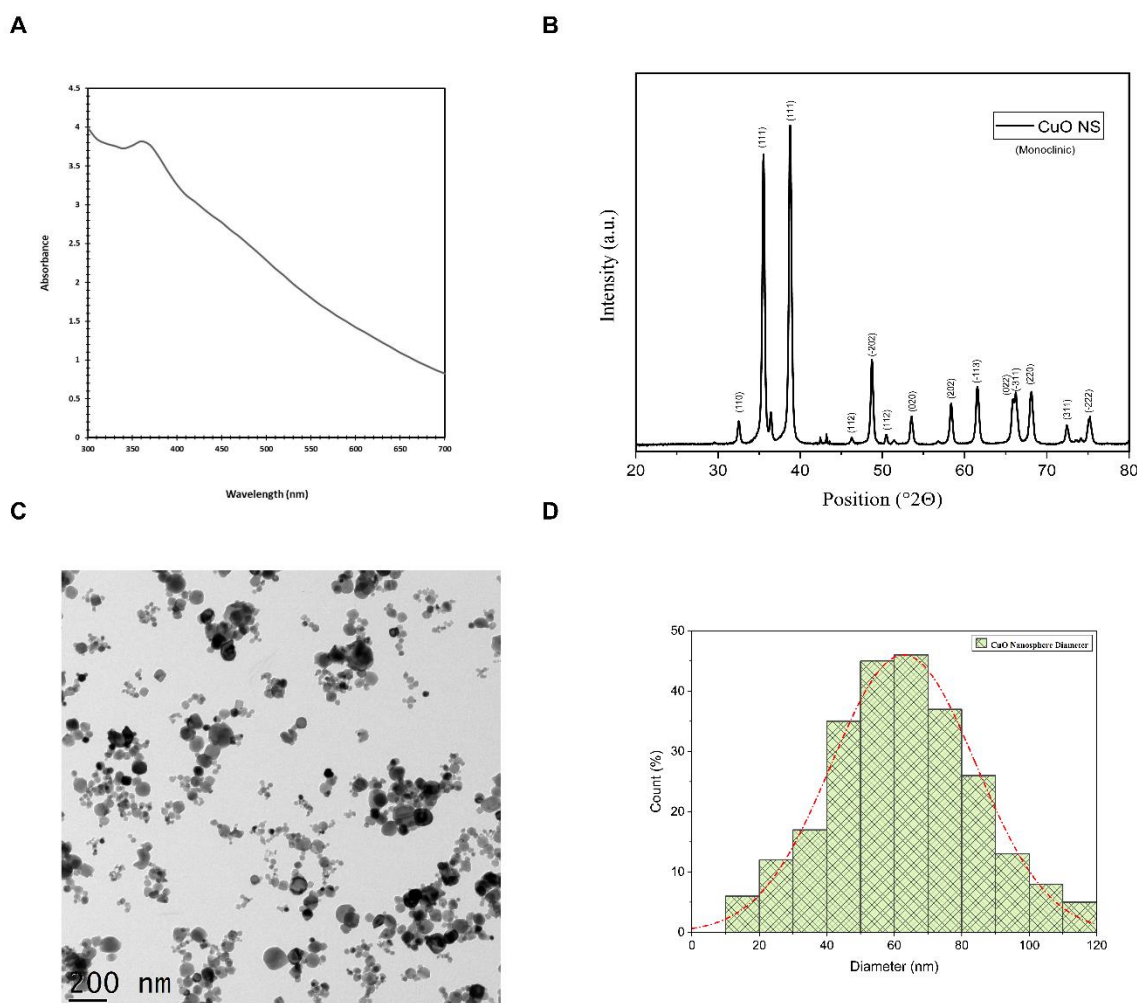 A
4.5
4
3.5
3
2.5
2
1.5
1
0.5
0
300 350 400 450 500 550 600 650 700
Absorbance
Wavelength (nm)
B
CuO NS
(Monoclinic)
(110)
(111)
(111)
(112)
(-202)
(112)
(020)
(202)
(-113)
(022)
(-311)
(220)
(311)
(-222)
Intensity (a.u.)
20 30 40 50 60 70 80
Position (°2Θ)
C
200 nm
D
CuO Nanosphere Diameter
50
40
30
20
10
0
Count (%)
0 20 40 60 80 100 120
Diameter (nm)